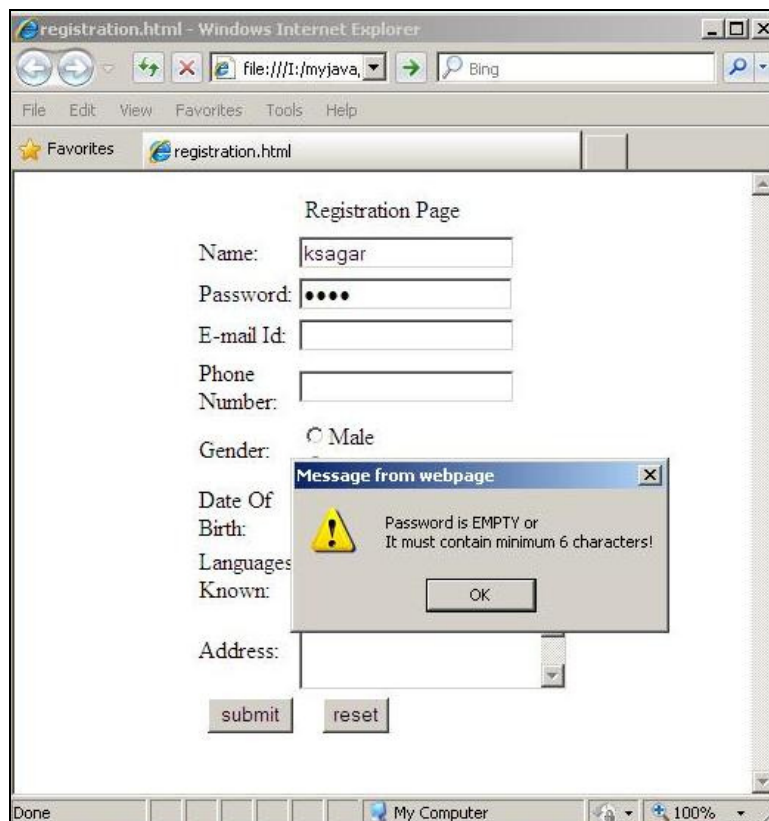 registration.html - Windows Internet Explorer
file:///I:/myjava,
Bing
File Edit View Favorites Tools Help
Favorites
registration.html
Registration Page
Name:
ksagar
Password:
••••
E-mail Id:
Phone
Number:
Gender:
Male
Message from webpage
Password is EMPTY or
It must contain minimum 6 characters!
OK
Date Of
Birth:
Languages
Known:
Address:
submit
reset
Done
My Computer
100%